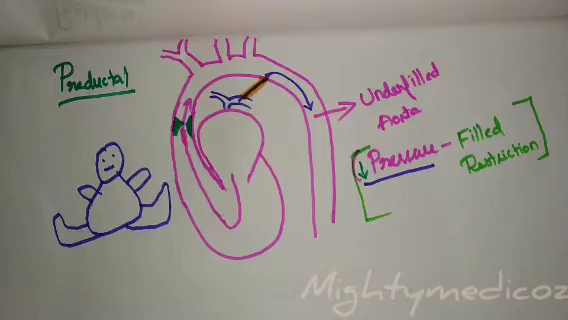 Preductal
Underfilled
Aorta
↓ Pressure - Filled
Restriction
Mightymedicoz